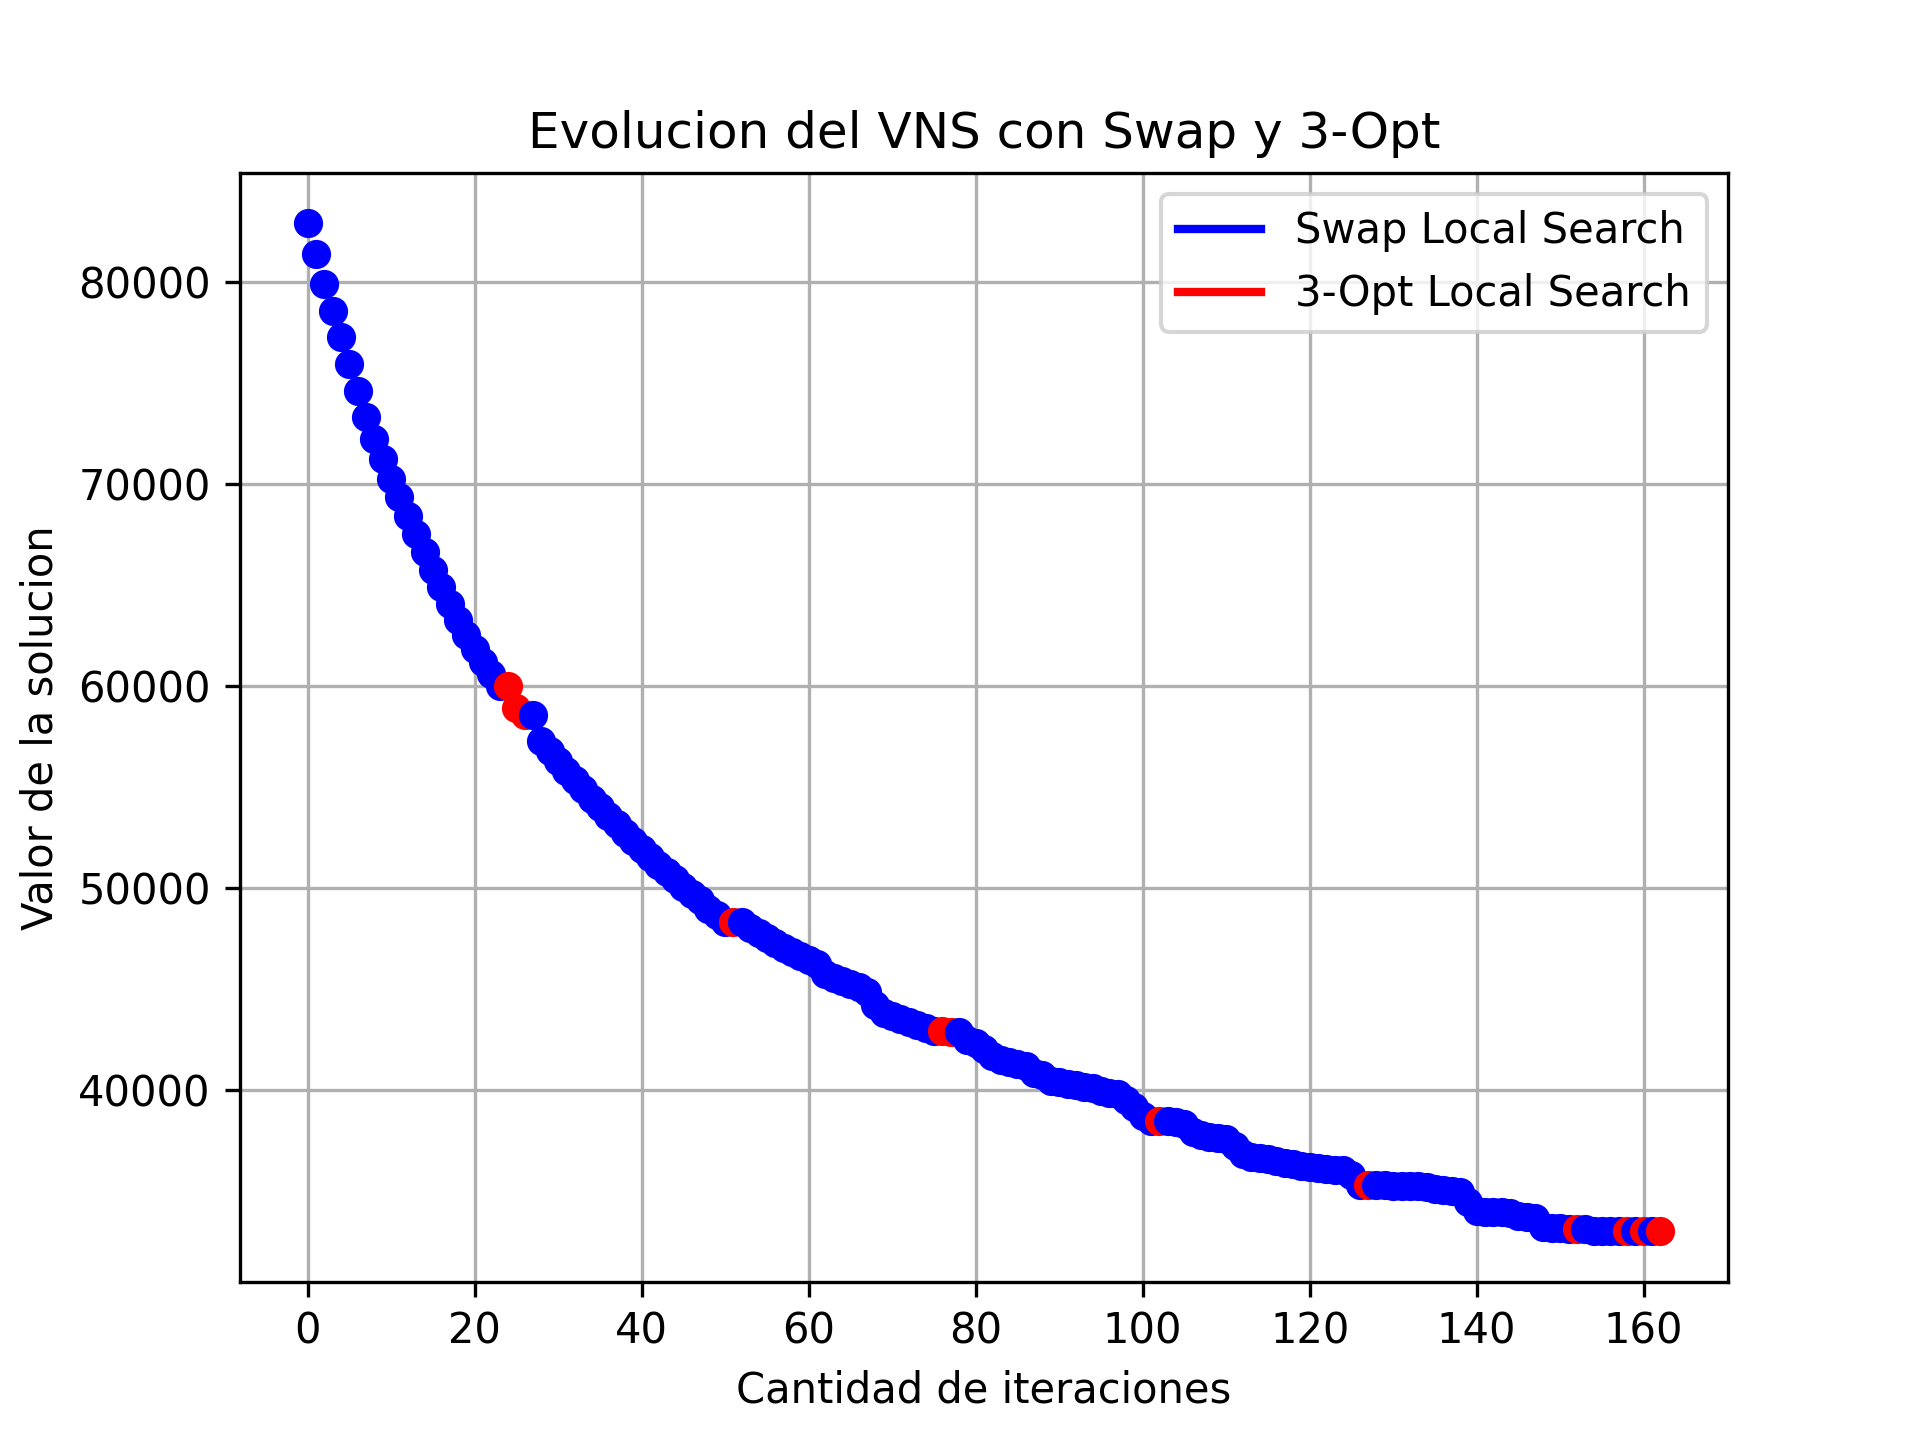 Evolucion del VNS con Swap y 3-Opt
Swap Local Search
3-Opt Local Search
Valor de la solucion
80000
70000
60000
50000
40000
0 20 40 60 80 100 120 140 160
Cantidad de iteraciones